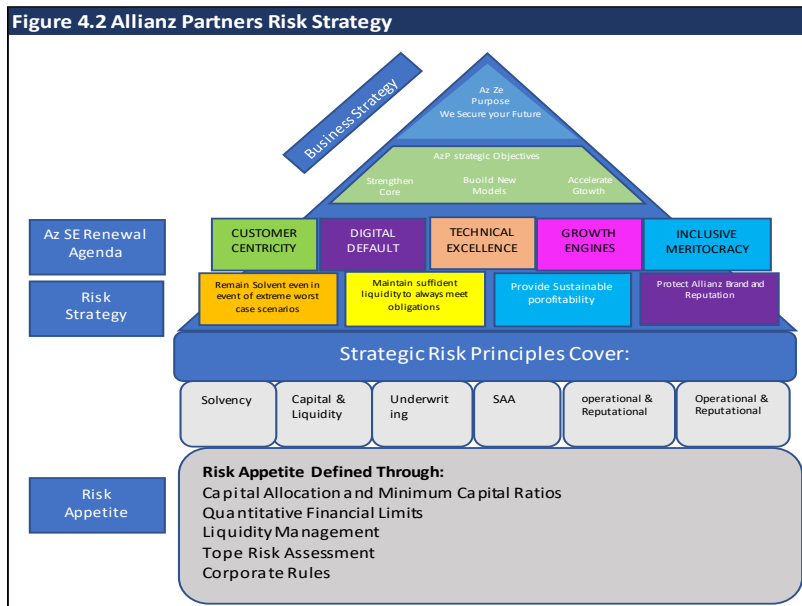 Figure 4.2 Allianz Partners Risk Strategy
Business Strategy
Az Ze
Purpose
We Secure your Future
AzP strategic Objectives
Strengthen
Core
Buoild New
Models
Accelerate
Gtowth
Az SE Renewal
Agenda
CUSTOMER
CENTRICITY
DIGITAL
DEFAULT
TECHNICAL
EXCELLENCE
GROWTH
ENGINES
INCLUSIVE
MERITOCRACY
Risk
Strategy
Remain Solvent even in
event of extreme worst
case scenarios
Maintain suffident
liquidity to always meet
obligations
Provide Sustainable
porofitability
Protect Allianz Brand and
Reputation
Strategic Risk Principles Cover:
Solvency
Capital &
Liquidity
Underwrit
ing
SAA
operational &
Reputational
Operational &
Reputational
Risk
Appetite
Risk Appetite Defined Through:
Capital Allocation and Minimum Capital Ratios
Quantitative Financial Limits
Liquidity Management
Tope Risk Assessment
Corporate Rules